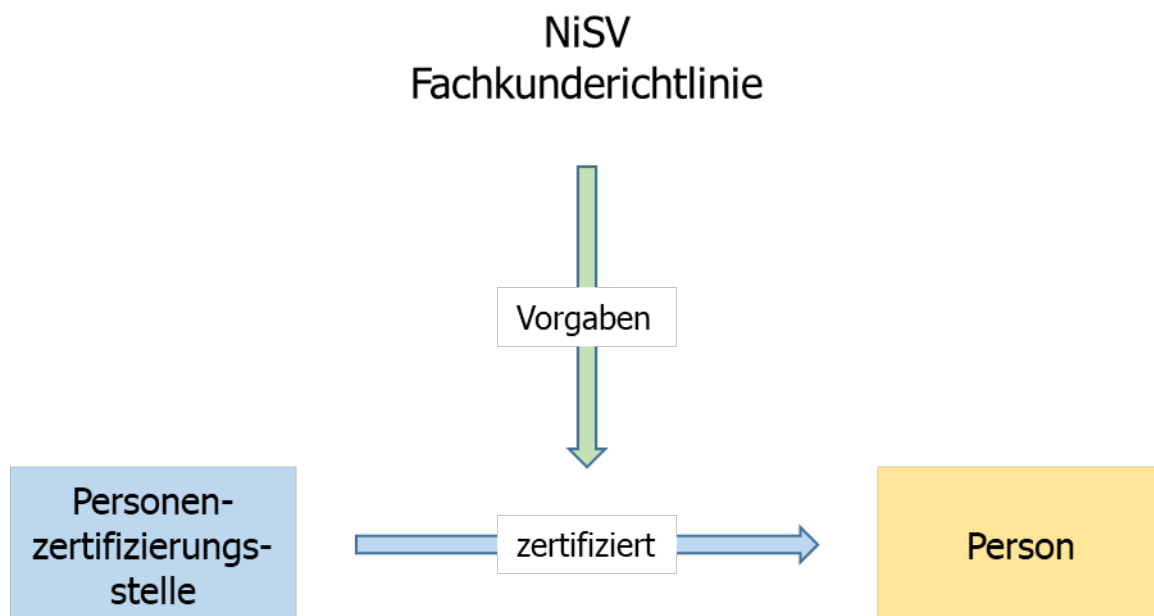 NiSV
Fachkunderichtlinie
Vorgaben
Personen-
zertifizierungs-
stelle
zertifiziert
Person